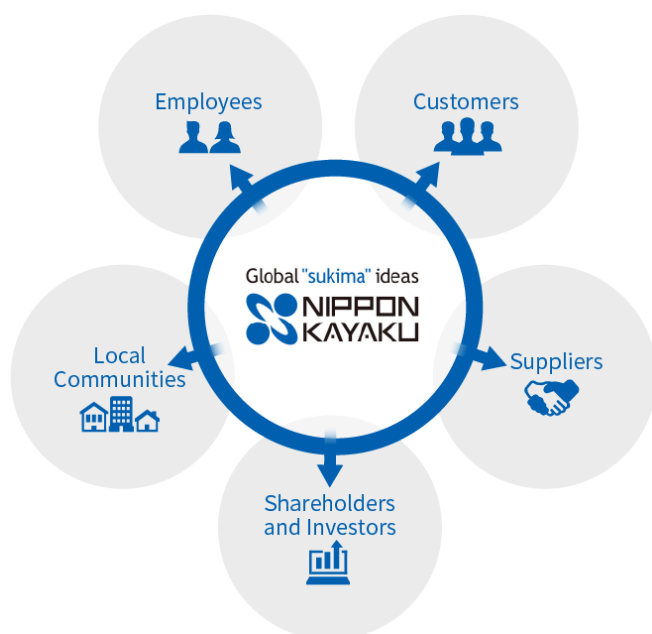 Employees
Customers
Global "sukima" ideas
NIPPON
KAYAKU
Local
Communities
Suppliers
Shareholders
and Investors